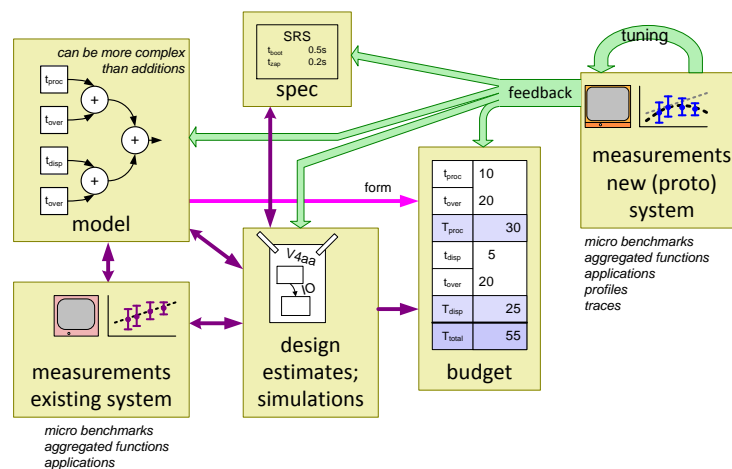 can be more complex
than additions
tproc
tover
tdisp
tover
+
+
+
model
SRS
tboot 0.5s
tzap 0.2s
spec
feedback
tuning
measurements
new (proto)
system
micro benchmarks
aggregated functions
applications
profiles
traces
form
tproc 10
tover 20
Tproc 30
tdisp 5
tover 20
Tdisp 25
Ttotal 55
budget
V4aa
IO
design
estimates;
simulations
measurements
existing system
micro benchmarks
aggregated functions
applications